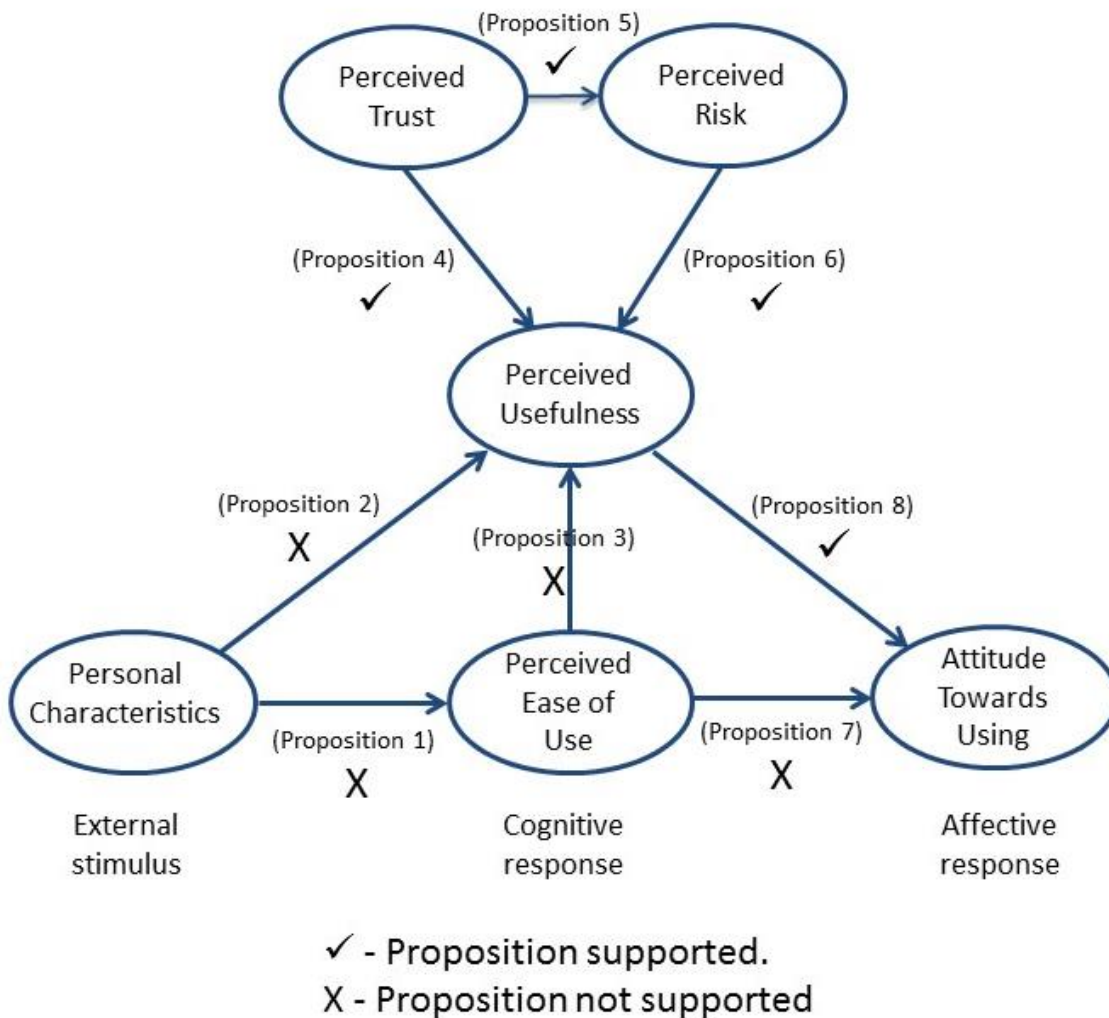 (Proposition 5)
✓
Perceived
Trust
Perceived
Risk
(Proposition 4)
✓
(Proposition 6)
✓
Perceived
Usefulness
(Proposition 2)
X
(Proposition 3)
X
(Proposition 8)
✓
Personal
Characteristics
Perceived
Ease of
Use
Attitude
Towards
Using
(Proposition 1)
X
(Proposition 7)
X
External
stimulus
Cognitive
response
Affective
response
✓ - Proposition supported.
X - Proposition not supported